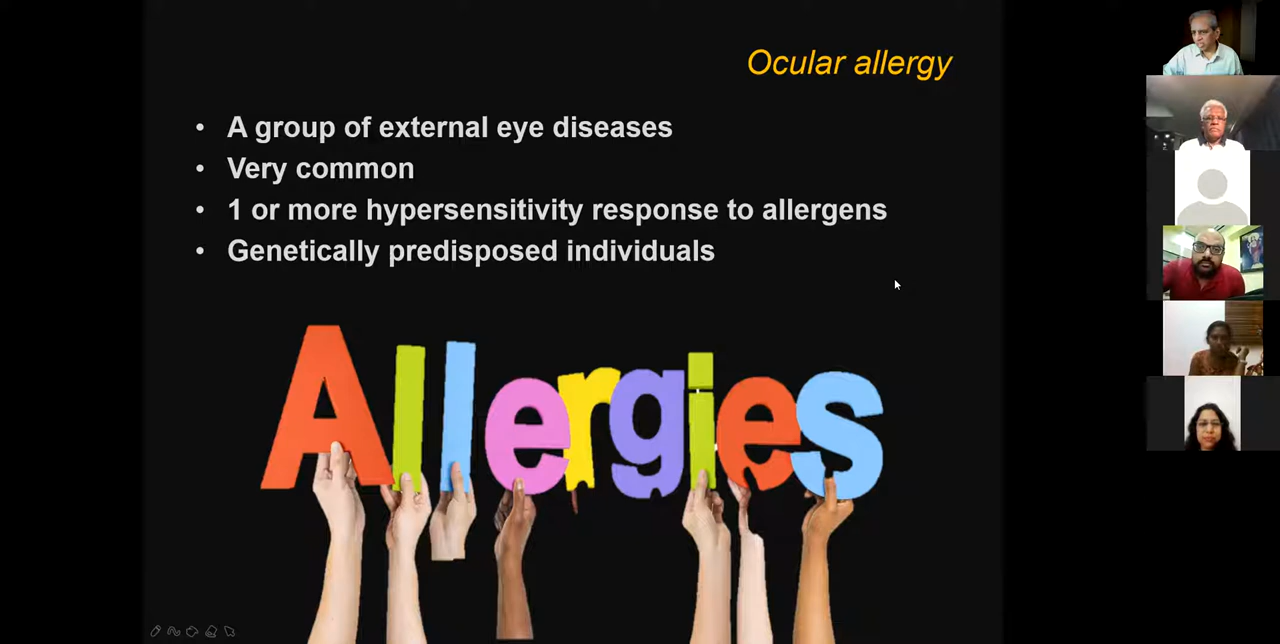 Ocular allergy
• A group of external eye diseases
• Very common
• 1 or more hypersensitivity response to allergens
• Genetically predisposed individuals
Allergies